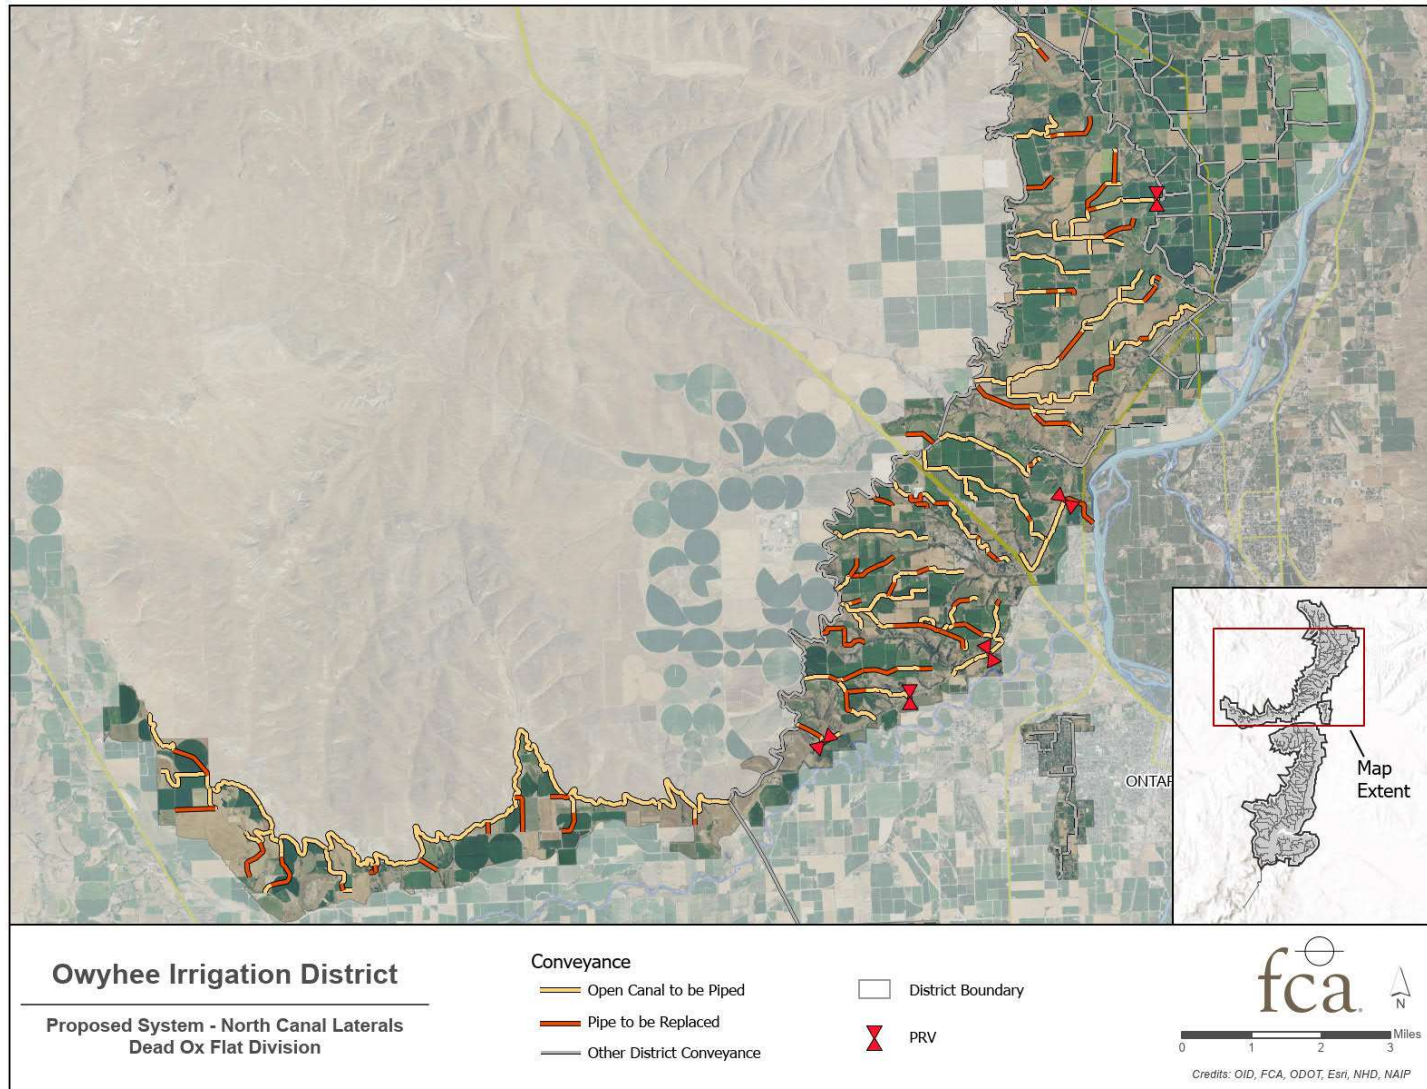 ONTAR
Map
Extent
Owyhee Irrigation District
Proposed System - North Canal Laterals
Dead Ox Flat Division
Conveyance
Open Canal to be Piped
Pipe to be Replaced
Other District Conveyance
District Boundary
PRV
fca.
N
Miles
0 1 2 3
Credits: OID, FCA, ODOT, Esri, NHD, NAIP